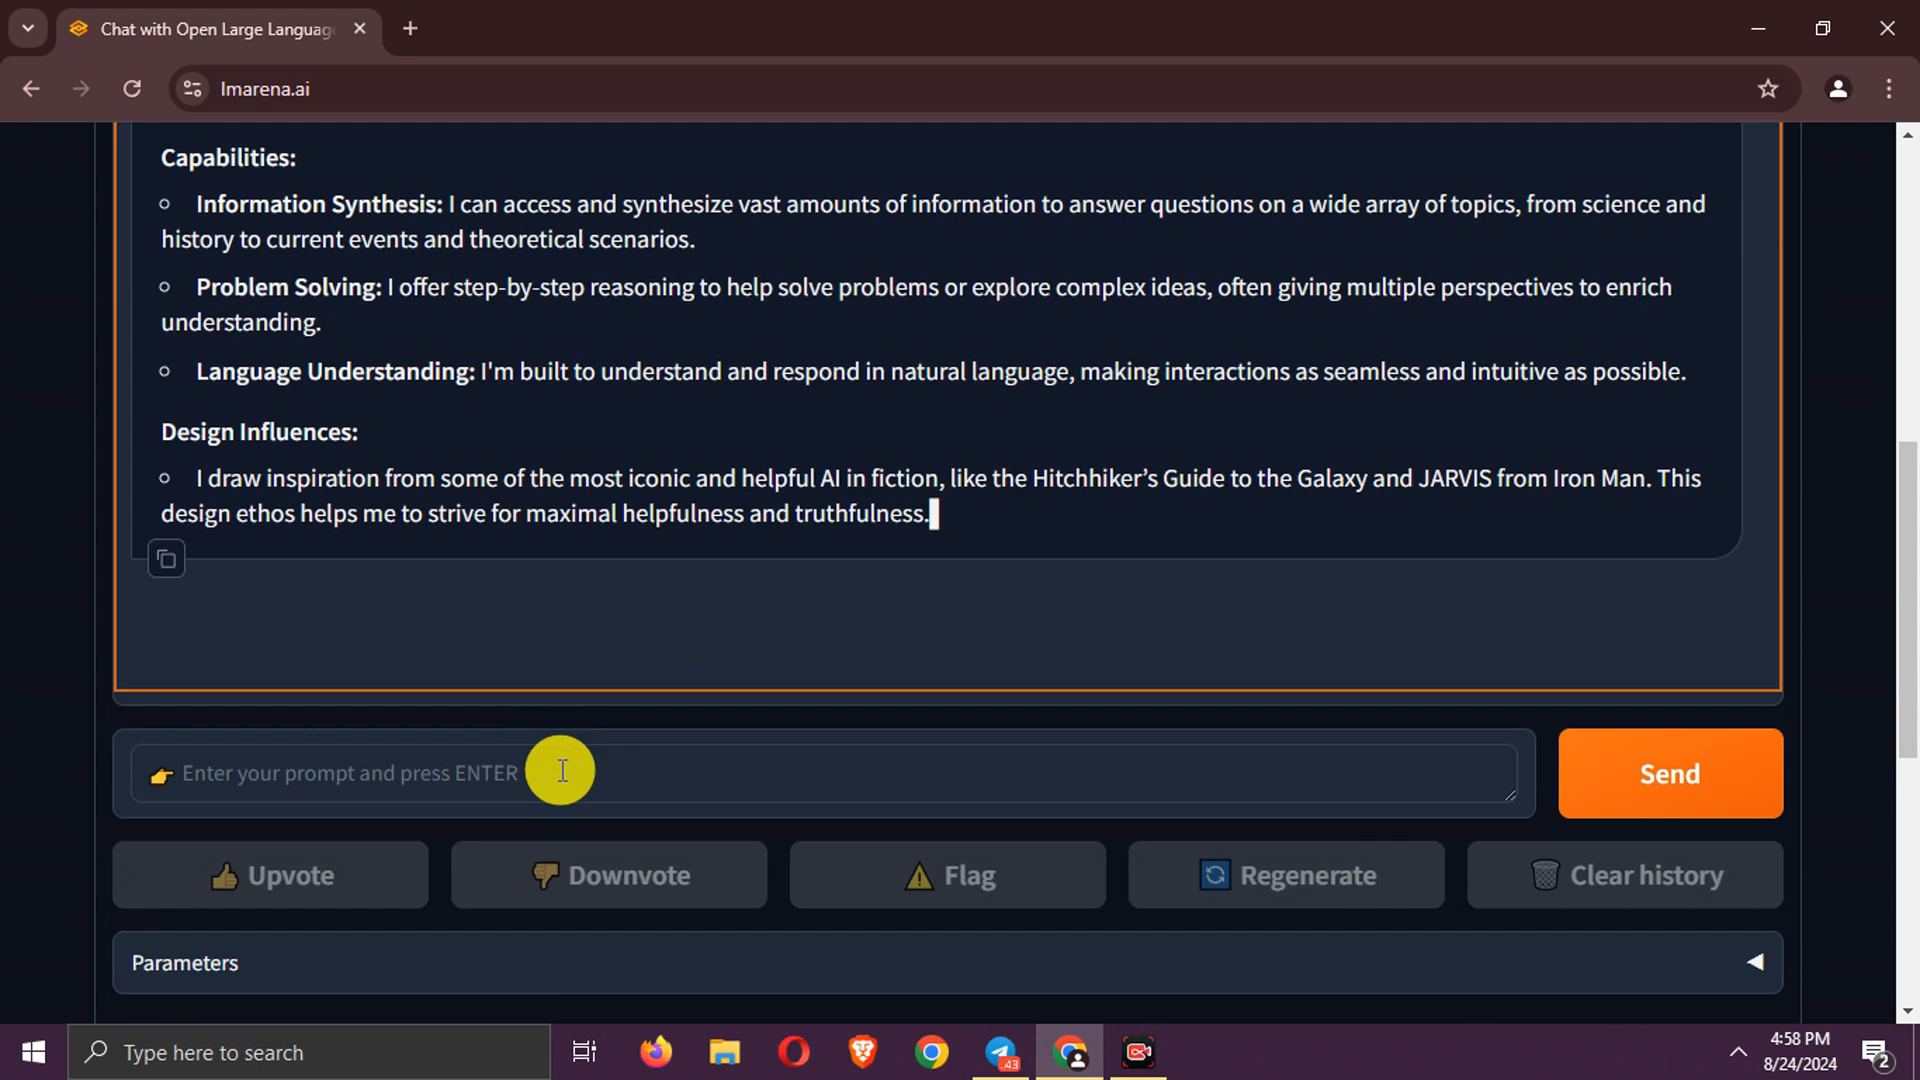 Chat with Open Large Languag
lmarena.ai
Capabilities:
Information Synthesis: I can access and synthesize vast amounts of information to answer questions on a wide array of topics, from science and
history to current events and theoretical scenarios.
Problem Solving: I offer step-by-step reasoning to help solve problems or explore complex ideas, often giving multiple perspectives to enrich
understanding.
Language Understanding: I'm built to understand and respond in natural language, making interactions as seamless and intuitive as possible.
Design Influences:
I draw inspiration from some of the most iconic and helpful AI in fiction, like the Hitchhiker’s Guide to the Galaxy and JARVIS from Iron Man. This
design ethos helps me to strive for maximal helpfulness and truthfulness.
👉 Enter your prompt and press ENTER
Send
👍 Upvote
👎 Downvote
⚠️ Flag
🔄 Regenerate
🗑️ Clear history
Parameters
Type here to search
43
4:58 PM
8/24/2024
2